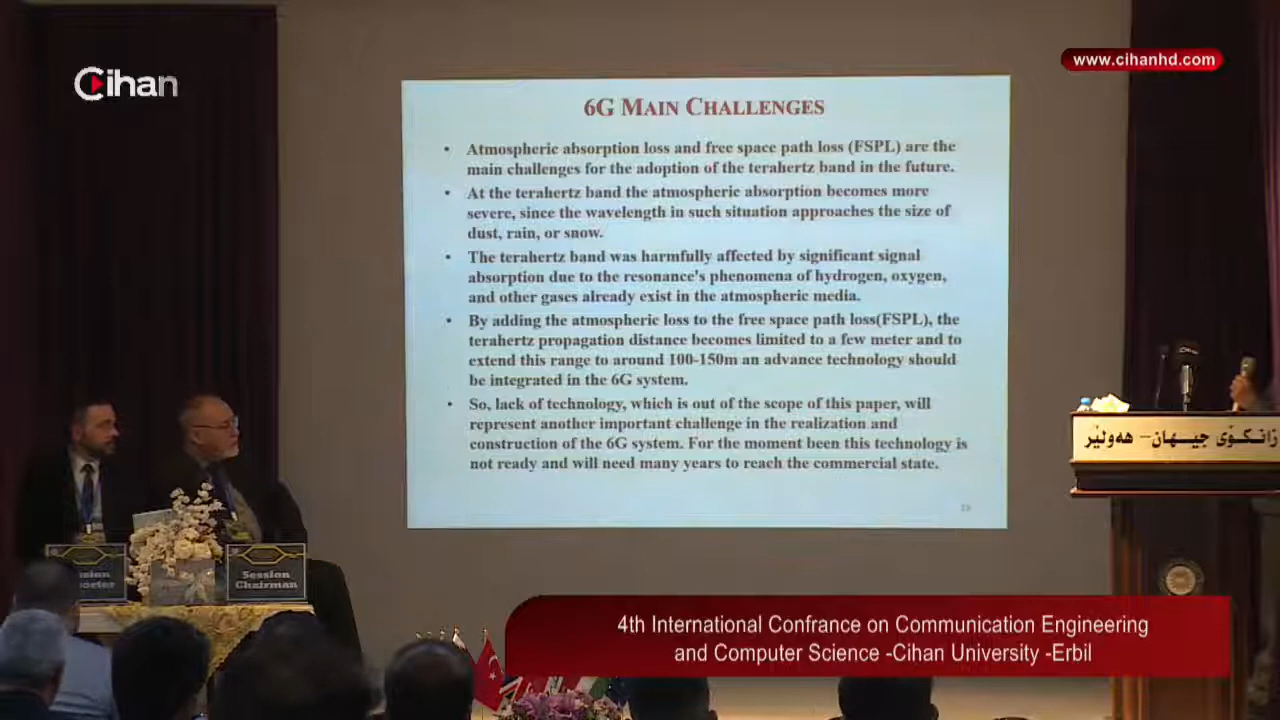 Cihan
www.cihanhd.com
6G MAIN CHALLENGES
• Atmospheric absorption loss and free space path loss (FSPL) are the
main challenges for the adoption of the terahertz band in the future.
• At the terahertz band the atmospheric absorption becomes more
severe, since the wavelength in such situation approaches the size of
dust, rain, or snow.
• The terahertz band was harmfully affected by significant signal
absorption due to the resonance's phenomena of hydrogen, oxygen,
and other gases already exist in the atmospheric media.
• By adding the atmospheric loss to the free space path loss(FSPL), the
terahertz propagation distance becomes limited to a few meter and to
extend this range to around 100-150m an advance technology should
be integrated in the 6G system.
• So, lack of technology, which is out of the scope of this paper, will
represent another important challenge in the realization and
construction of the 6G system. For the moment been this technology is
not ready and will need many years to reach the commercial state.
زانكـۆی جیـهان- هەولێر
Session
Chairman
4th International Confrance on Communication Engineering
and Computer Science -Cihan University -Erbil